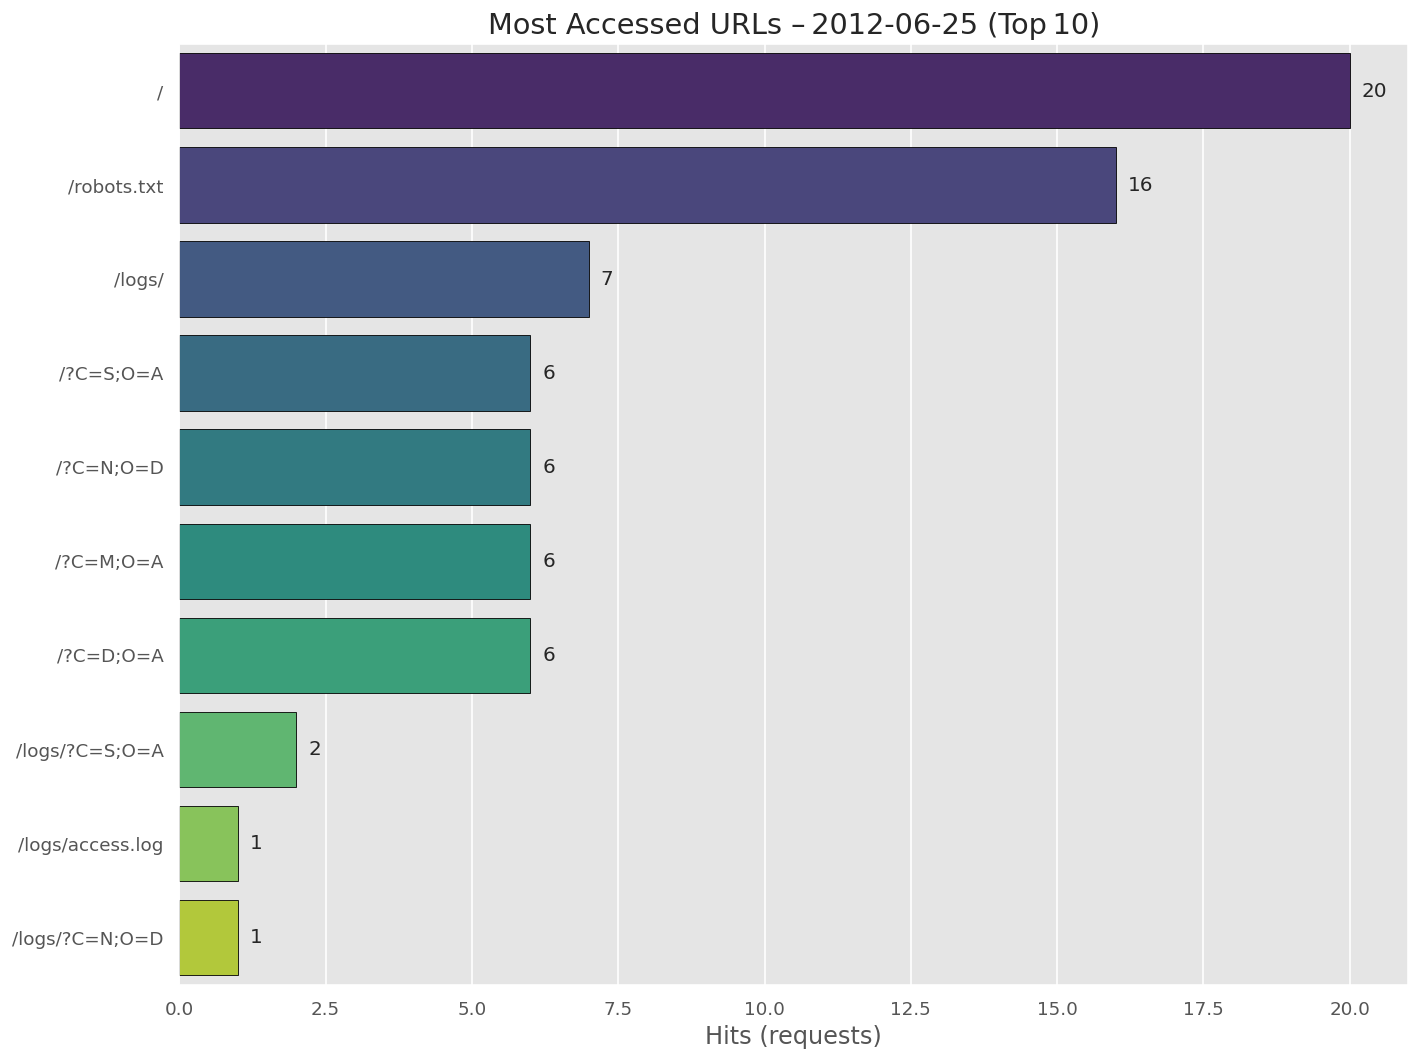 Most Accessed URLs – 2012-06-25 (Top 10)
/ 20
/robots.txt 16
/logs/ 7
/?C=S;O=A 6
/?C=N;O=D 6
/?C=M;O=A 6
/?C=D;O=A 6
/logs/?C=S;O=A 2
/logs/access.log 1
/logs/?C=N;O=D 1
0.0 2.5 5.0 7.5 10.0 12.5 15.0 17.5 20.0
Hits (requests)